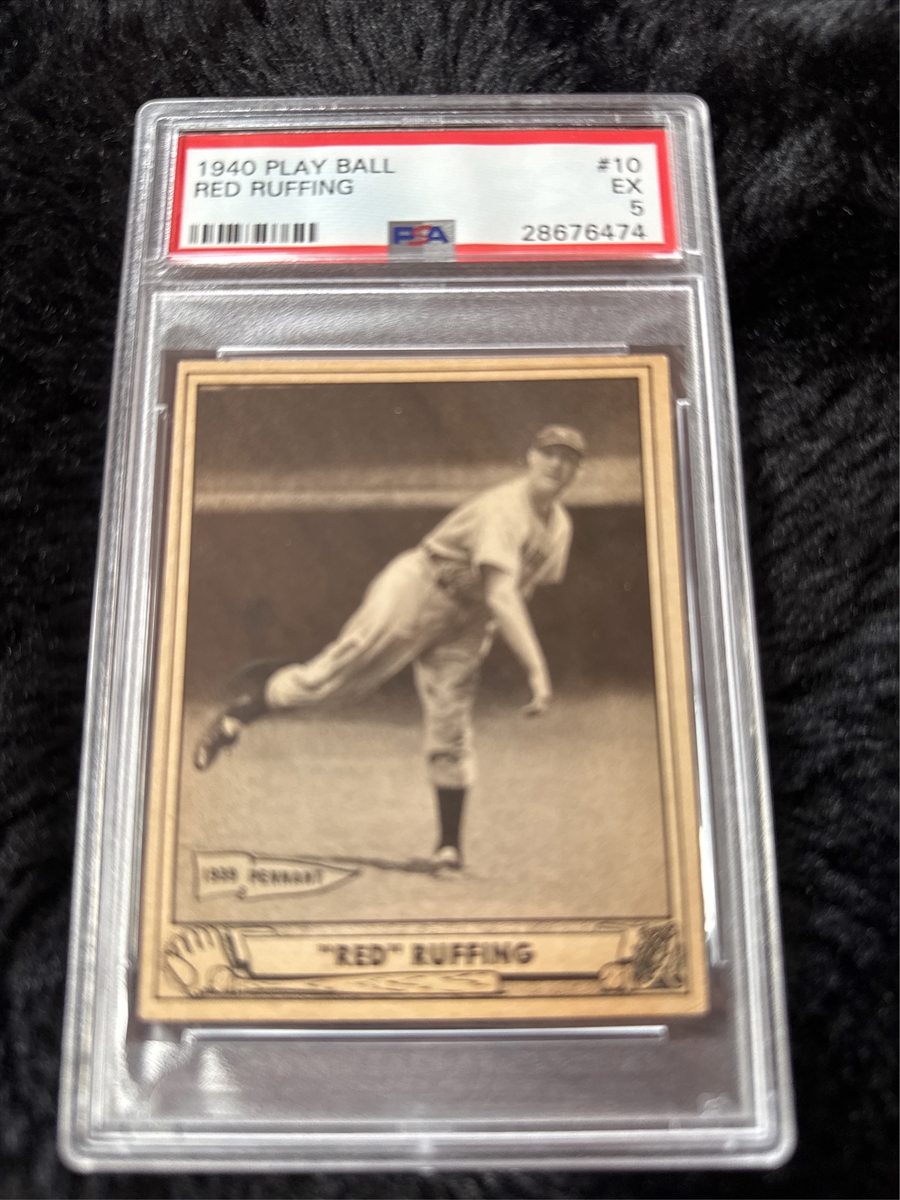 1940 PLAY BALL #10
RED RUFFING EX
5
PSA 28676474
1939 PENNANT
"RED" RUFFING